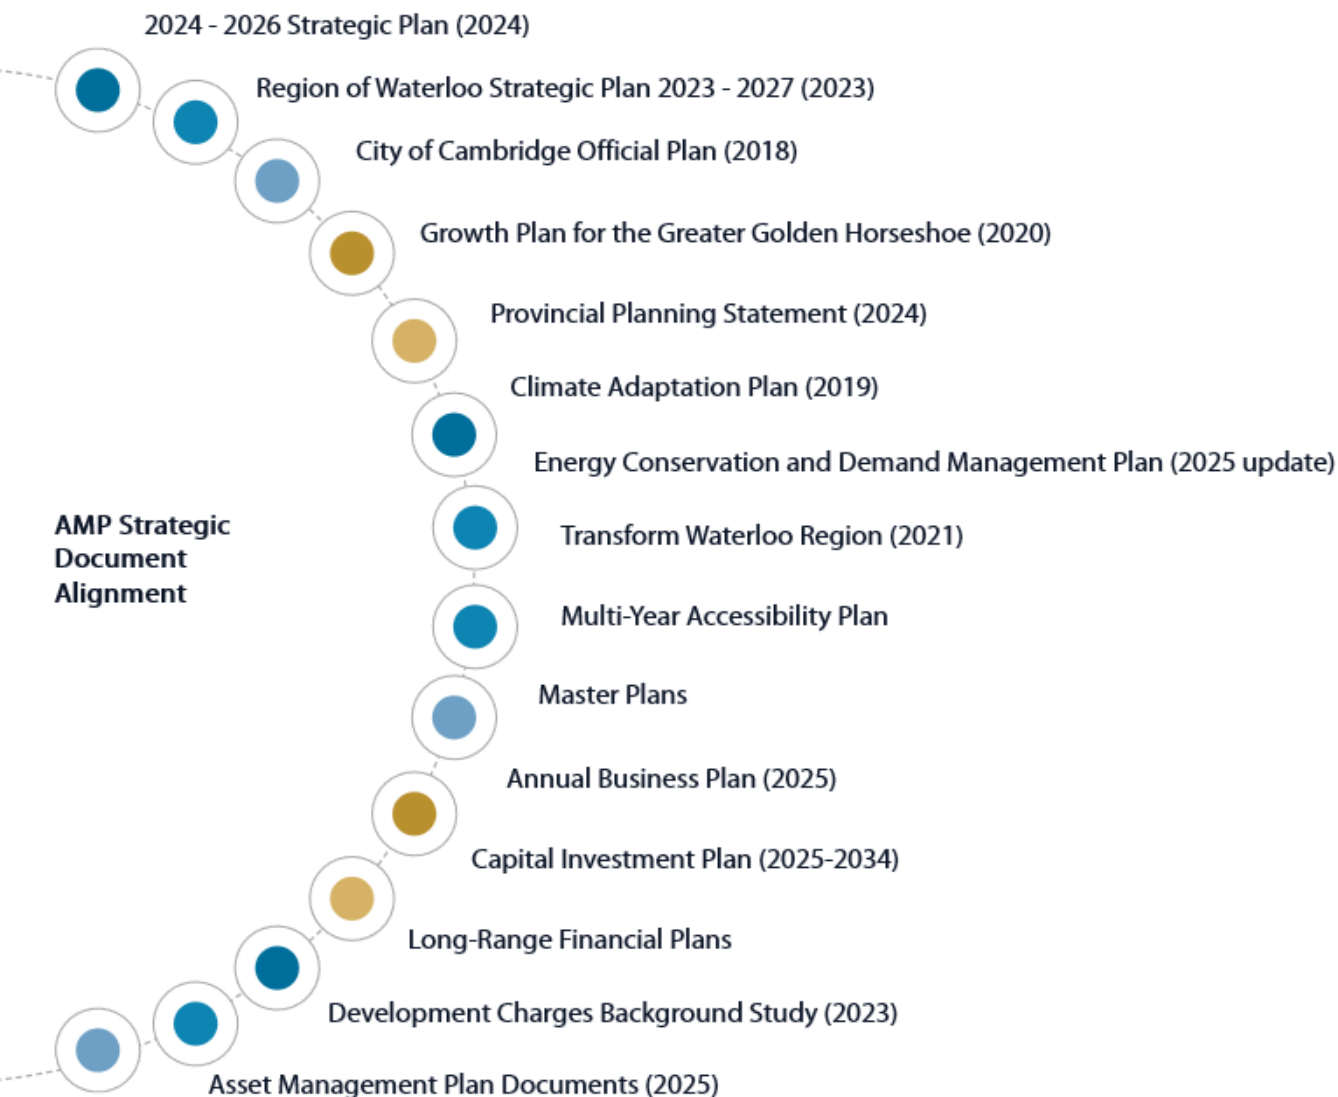 2024 - 2026 Strategic Plan (2024)
Region of Waterloo Strategic Plan 2023 - 2027 (2023)
City of Cambridge Official Plan (2018)
Growth Plan for the Greater Golden Horseshoe (2020)
Provincial Planning Statement (2024)
Climate Adaptation Plan (2019)
Energy Conservation and Demand Management Plan (2025 update)
AMP Strategic
Document
Alignment
Transform Waterloo Region (2021)
Multi-Year Accessibility Plan
Master Plans
Annual Business Plan (2025)
Capital Investment Plan (2025-2034)
Long-Range Financial Plans
Development Charges Background Study (2023)
Asset Management Plan Documents (2025)